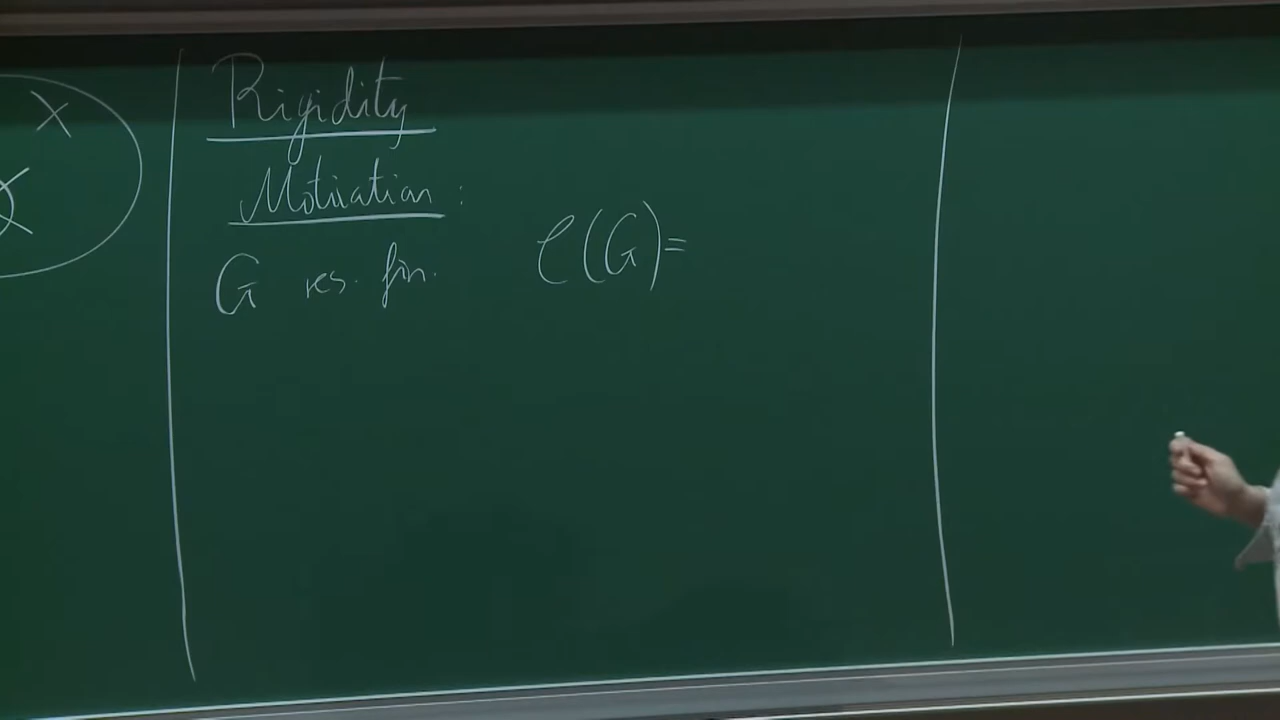 Rigidity
Motivation:
G res. fin. C(G)=